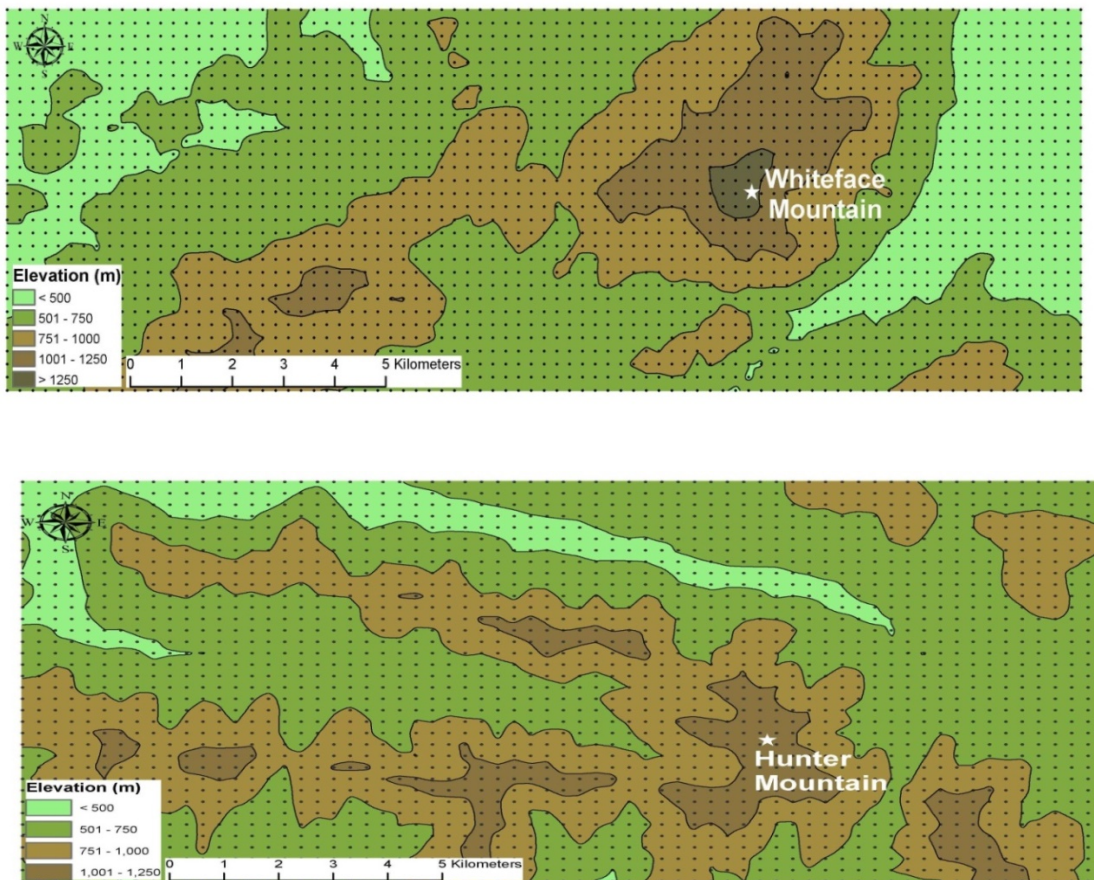 N
W E
S
Whiteface
Mountain
Elevation (m)
< 500
501 - 750
751 - 1000
1001 - 1250
> 1250
0 1 2 3 4 5 Kilometers
N
W E
S
Hunter
Mountain
Elevation (m)
< 500
501 - 750
751 - 1,000
1,001 - 1,250
0 1 2 3 4 5 Kilometers